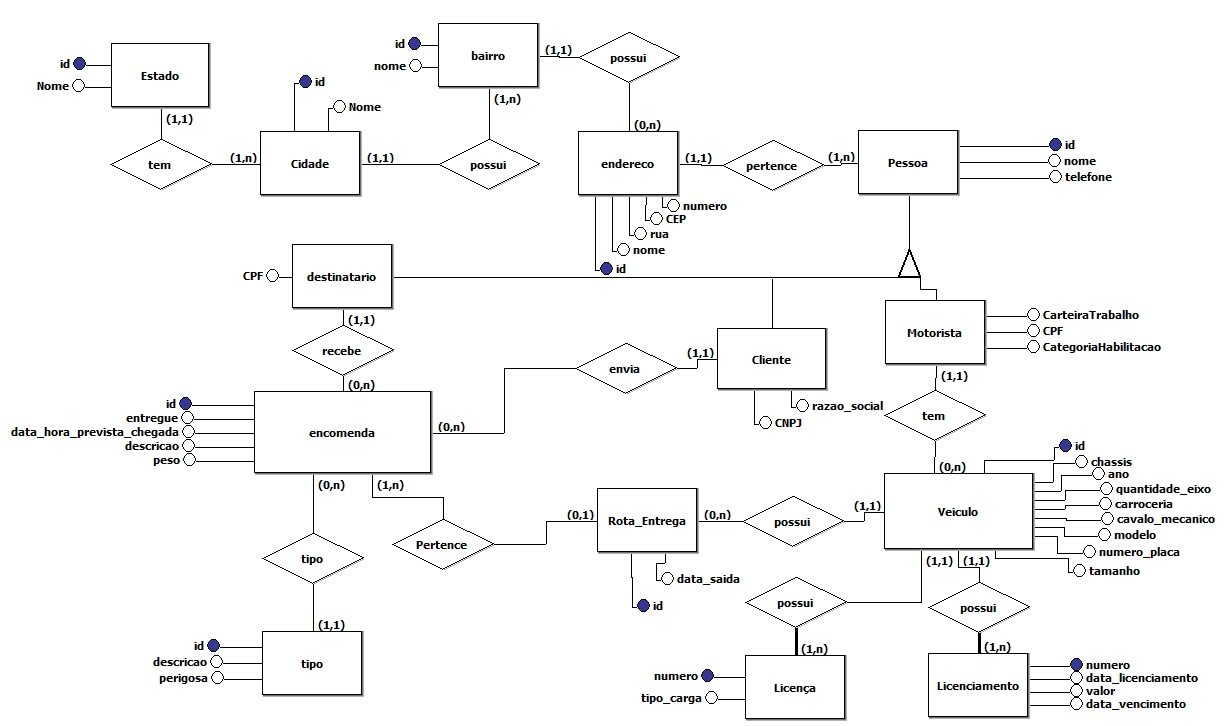 id
Nome
Estado
(1,1)
tem
(1,n)
id
Nome
Cidade
(1,1)
possui
(1,n)
id
nome
bairro
(1,1)
possui
(0,n)
endereco
numero
CEP
rua
nome
id
(1,1)
pertence
(1,n)
Pessoa
id
nome
telefone
CPF
destinatario
(1,1)
recebe
(0,n)
id
entregue
data_hora_prevista_chegada
descricao
peso
encomenda
(0,n)
envia
(1,1)
Cliente
razao_social
CNPJ
Motorista
CarteiraTrabalho
CPF
CategoriaHabilitacao
(1,1)
tem
(0,n)
Veiculo
id
chassis
ano
quantidade_eixo
carroceria
cavalo_mecanico
modelo
numero_placa
tamanho
(0,n)
(1,n)
tipo
Pertence
(0,1)
Rota_Entrega
(0,n)
possui
(1,1)
data_saida
id
(1,1)
(1,1)
possui
possui
(1,1)
id
descricao
perigosa
tipo
(1,n)
numero
tipo_carga
Licença
(1,n)
Licenciamento
numero
data_licenciamento
valor
data_vencimento